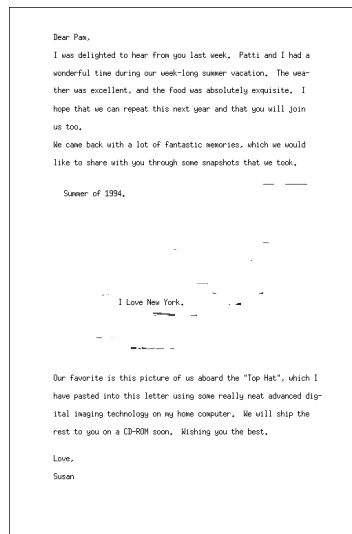 Dear Pam,
I was delighted to hear from you last week.  Patti and I had a
wonderful time during our week-long summer vacation.  The wea-
ther was excellent, and the food was absolutely exquisite.  I
hope that we can repeat this next year and that you will join
us too.
We came back with a lot of fantastic memories, which we would
like to share with you through some snapshots that we took.
Summer of 1994.
I Love New York.
Our favorite is this picture of us aboard the "Top Hat", which I
have pasted into this letter using some really neat advanced dig-
ital imaging technology on my home computer.  We will ship the
rest to you on a CD-ROM soon.  Wishing you the best.
Love,
Susan